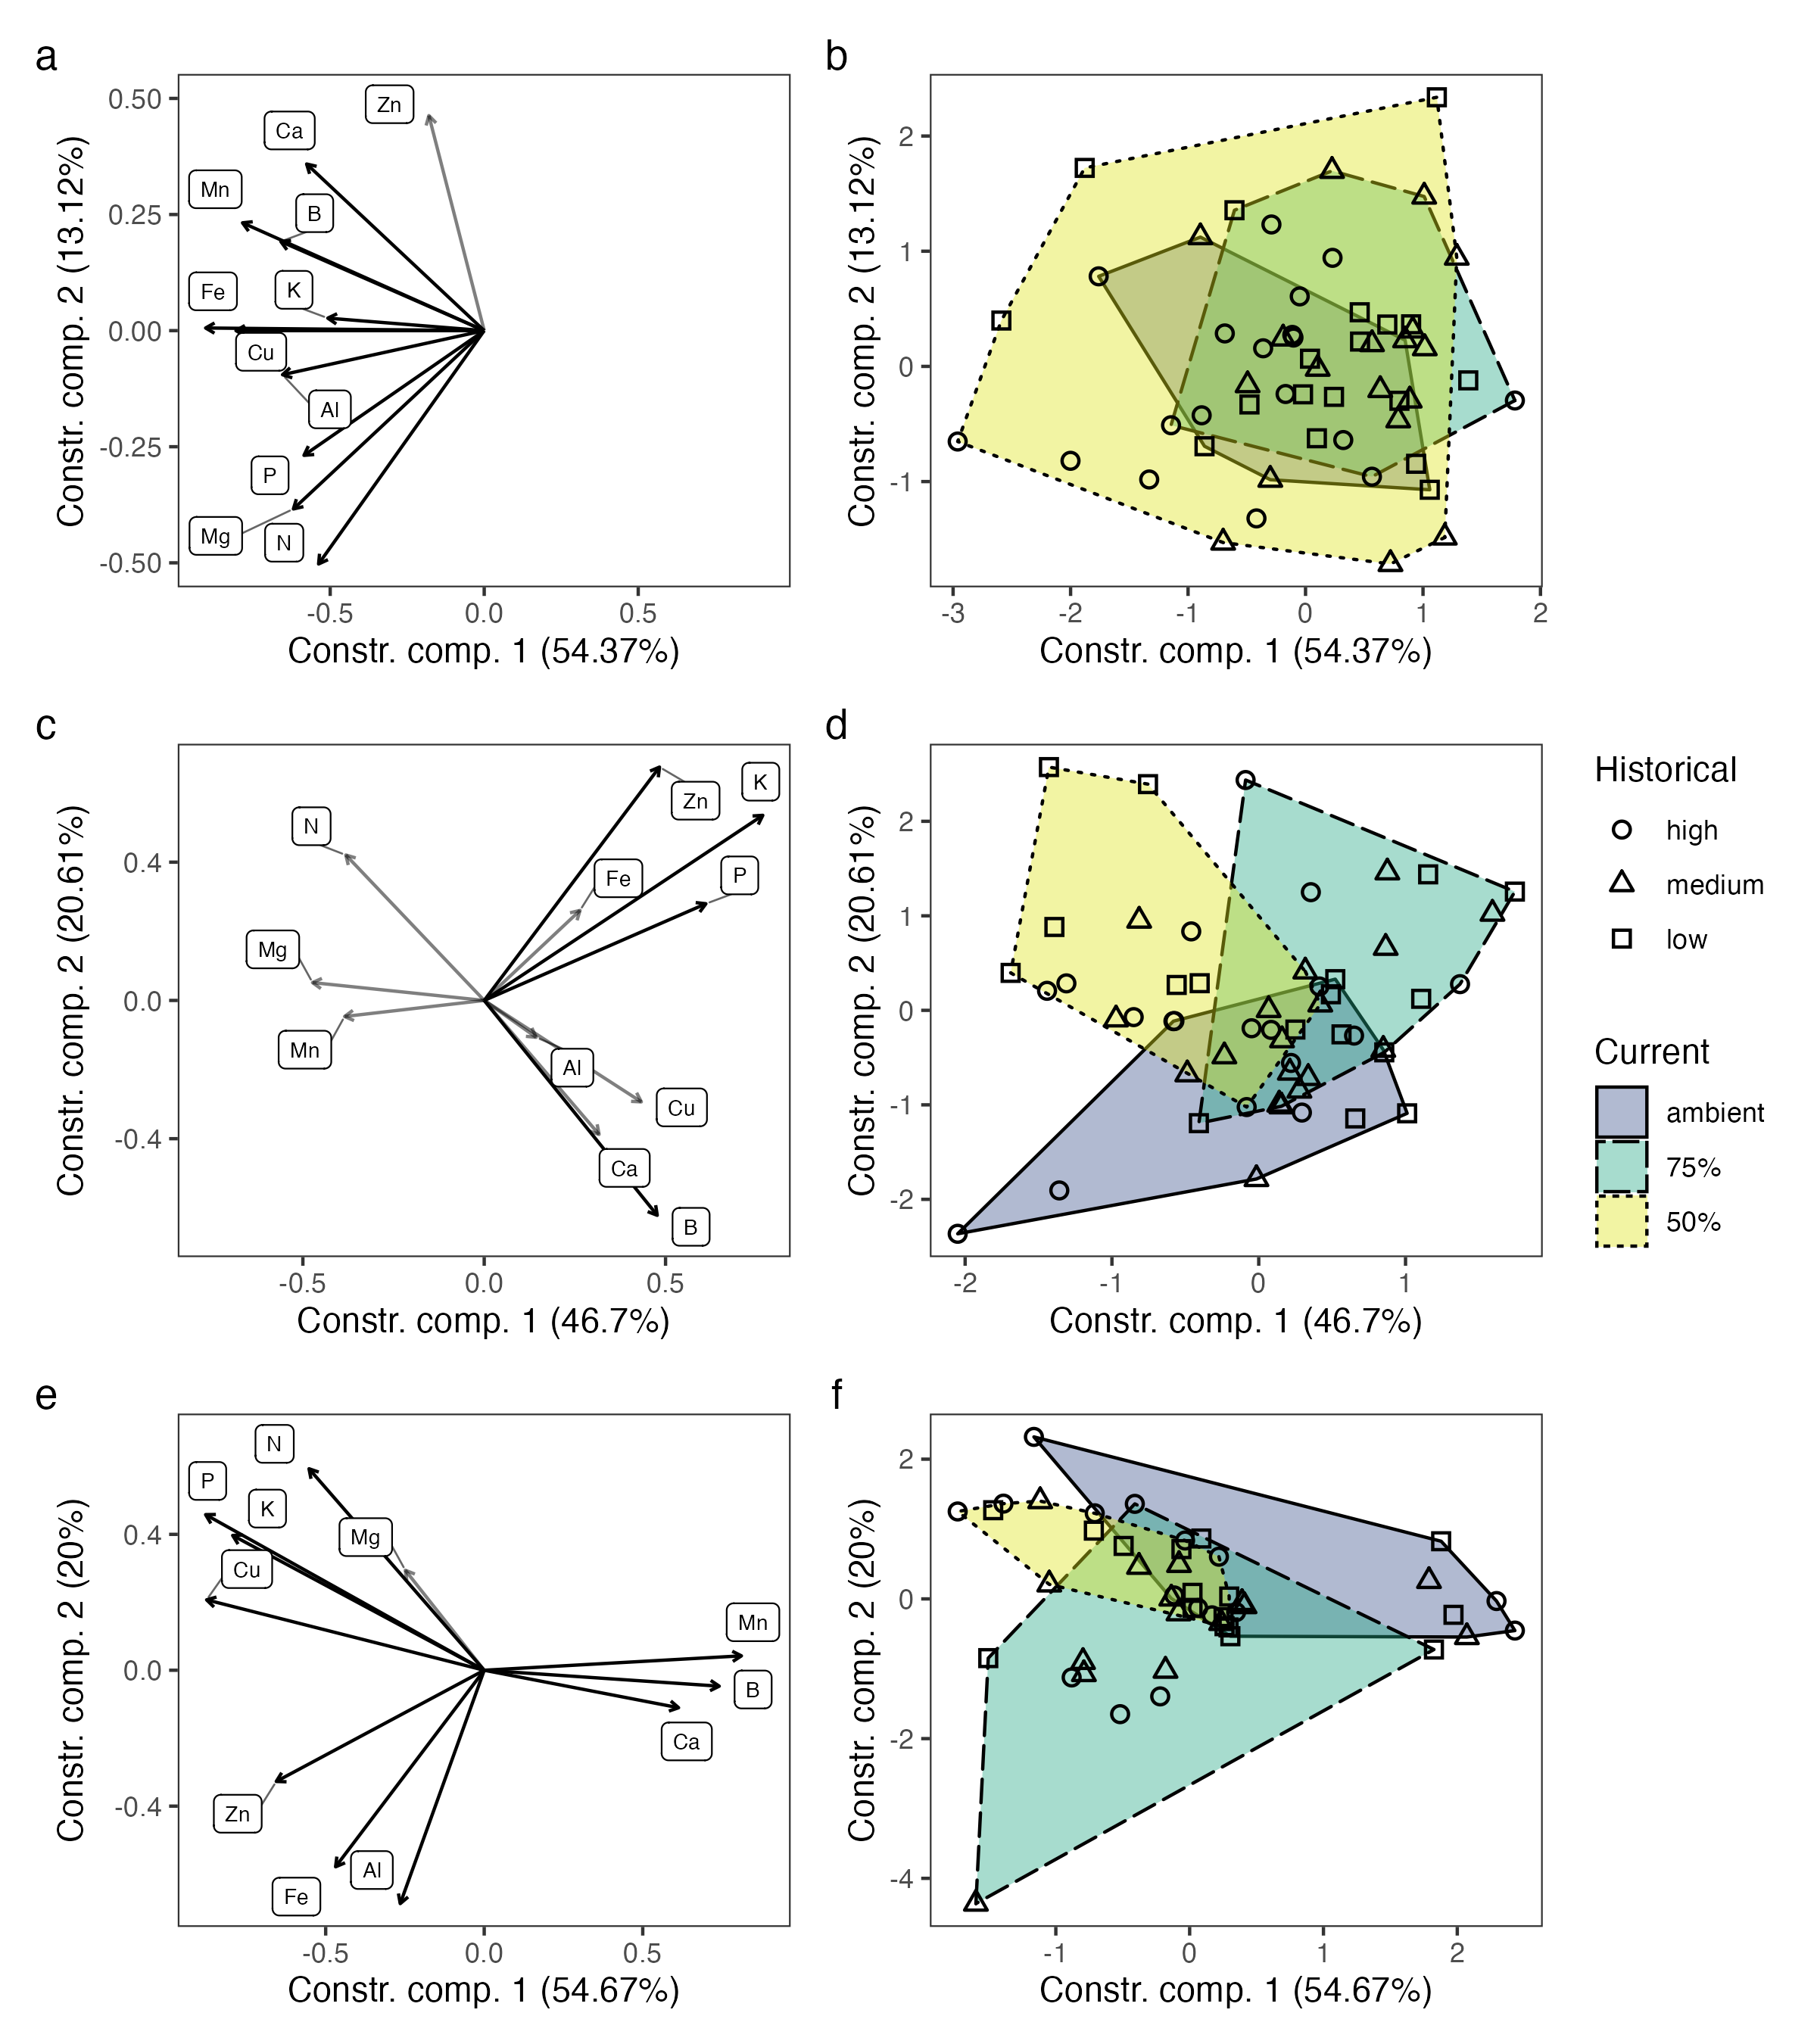 a
Constr. comp. 2 (13.12%)
0.50
0.25
0.00
-0.25
-0.50
Zn
Ca
Mn
B
Fe
K
Cu
Al
P
Mg
N
-0.5
0.0
0.5
Constr. comp. 1 (54.37%)
b
Constr. comp. 2 (13.12%)
2
1
0
-1
-3
-2
-1
0
1
2
Constr. comp. 1 (54.37%)
c
Constr. comp. 2 (20.61%)
0.4
0.0
-0.4
K
Zn
N
Fe
P
Mg
Mn
Al
Cu
Ca
B
-0.5
0.0
0.5
Constr. comp. 1 (46.7%)
d
Constr. comp. 2 (20.61%)
2
1
0
-1
-2
-2
-1
0
1
Constr. comp. 1 (46.7%)
Historical
high
medium
low
Current
ambient
75%
50%
e
Constr. comp. 2 (20%)
0.4
0.0
-0.4
N
P
K
Mg
Cu
Mn
B
Ca
Zn
Al
Fe
-0.5
0.0
0.5
Constr. comp. 1 (54.67%)
f
Constr. comp. 2 (20%)
2
0
-2
-4
-1
0
1
2
Constr. comp. 1 (54.67%)